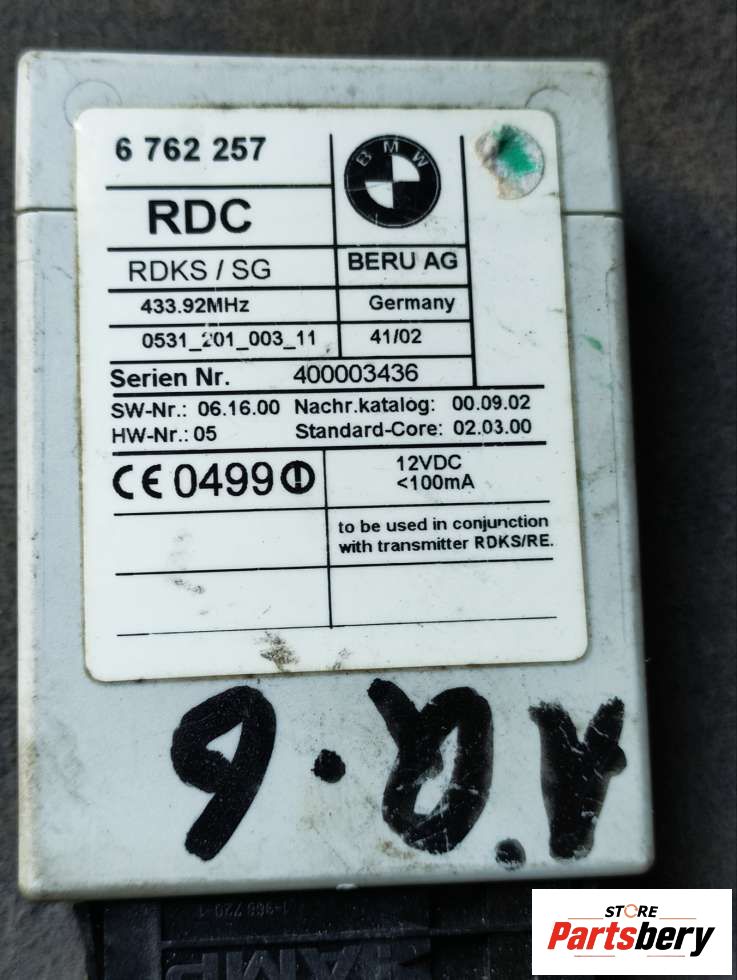 6 762 257
BMW
RDC
RDKS / SG
BERU AG
433.92MHz
Germany
0531_201_003_11
41/02
Serien Nr. 400003436
SW-Nr.: 06.16.00 Nachr.katalog: 00.09.02
HW-Nr.: 05 Standard-Core: 02.03.00
CE 0499
12VDC
<100mA
to be used in conjunction
with transmitter RDKS/RE.
AMP
STORE
Partsbery